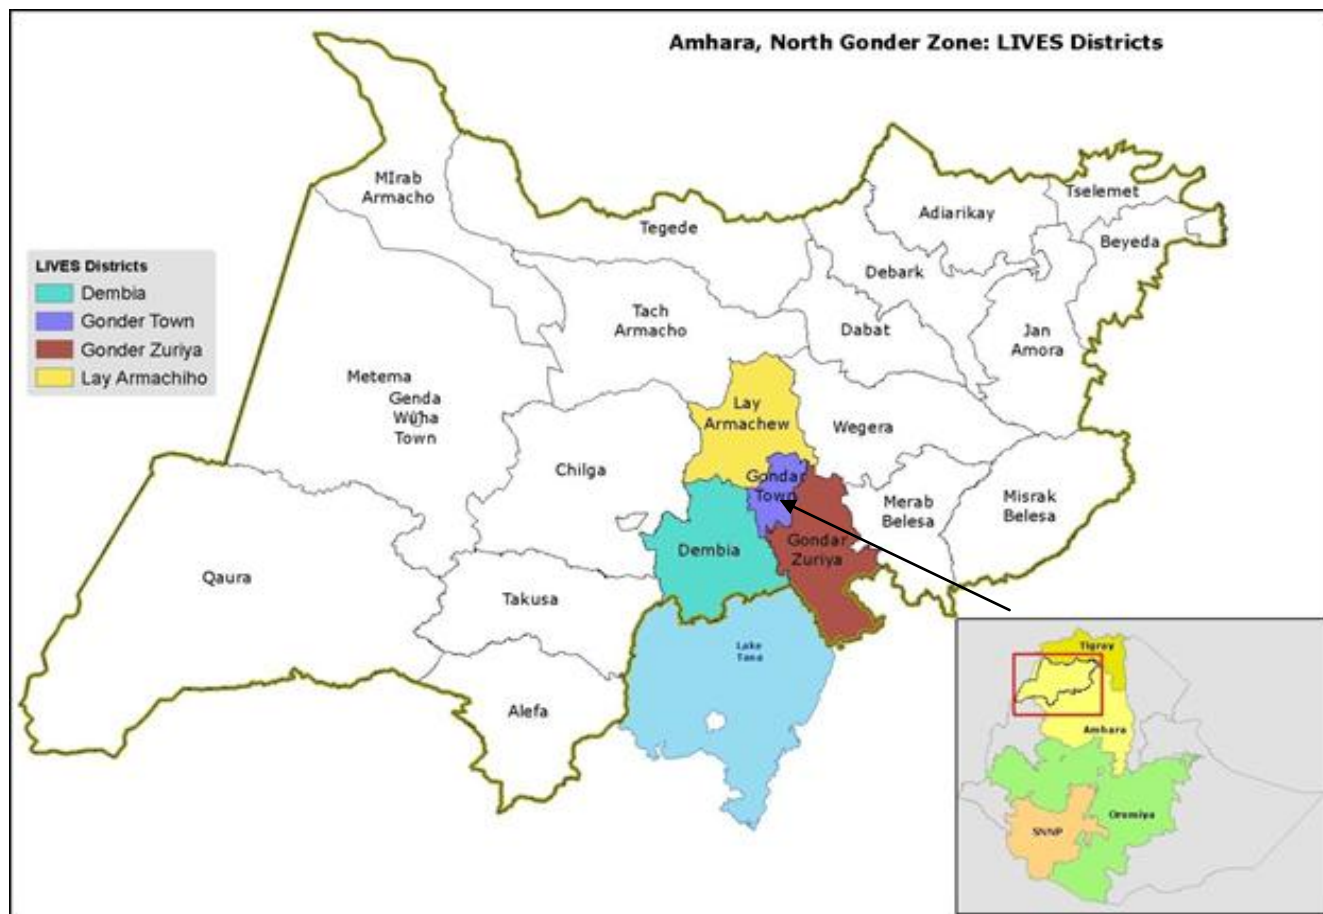 Amhara, North Gonder Zone: LIVES Districts
MIrab
Armacho
Tselemet
Adiarikay
Tegede
Beyeda
Debark
LIVES Districts
Dembia
Gonder Town
Gonder Zuriya
Lay Armachiho
Tach
Armacho
Dabat
Jan
Amora
Metema
Genda
Wuha
Town
Lay
Armachew
Wegera
Chilga
Gondar
Town
Merab
Belesa
Misrak
Belesa
Dembia
Gondar
Zuriya
Qaura
Takusa
Lake
Tana
Alefa
Tigray
Amhara
Oromiya
SNNP